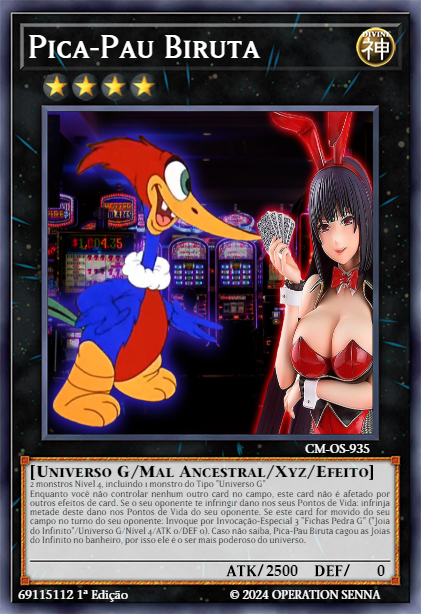 Pica-Pau Biruta
DIVINE
神
$1,004.35
CM-OS-935
[Universo G/Mal Ancestral/Xyz/Efeito]
2 monstros Nível 4, incluindo 1 monstro do Tipo "Universo G"
Enquanto você não controlar nenhum outro card no campo, este card não é afetado por
outros efeitos de card. Se o seu oponente te infringir dano nos seus Pontos de Vida: infrinja
metade deste dano nos Pontos de Vida do seu oponente. Se este card for movido do seu
campo no turno do seu oponente: Invoque por Invocação-Especial 3 "Fichas Pedra G" ("Joia
do Infinito"/Universo G/Nível 4/ATK 0/DEF 0). Caso não saiba, Pica-Pau Biruta cagou as Joias
do Infinito no banheiro, por isso ele é o ser mais poderoso do universo.
ATK/2500 DEF/ 0
69115112 1ª Edição
© 2024 OPERATION SENNA